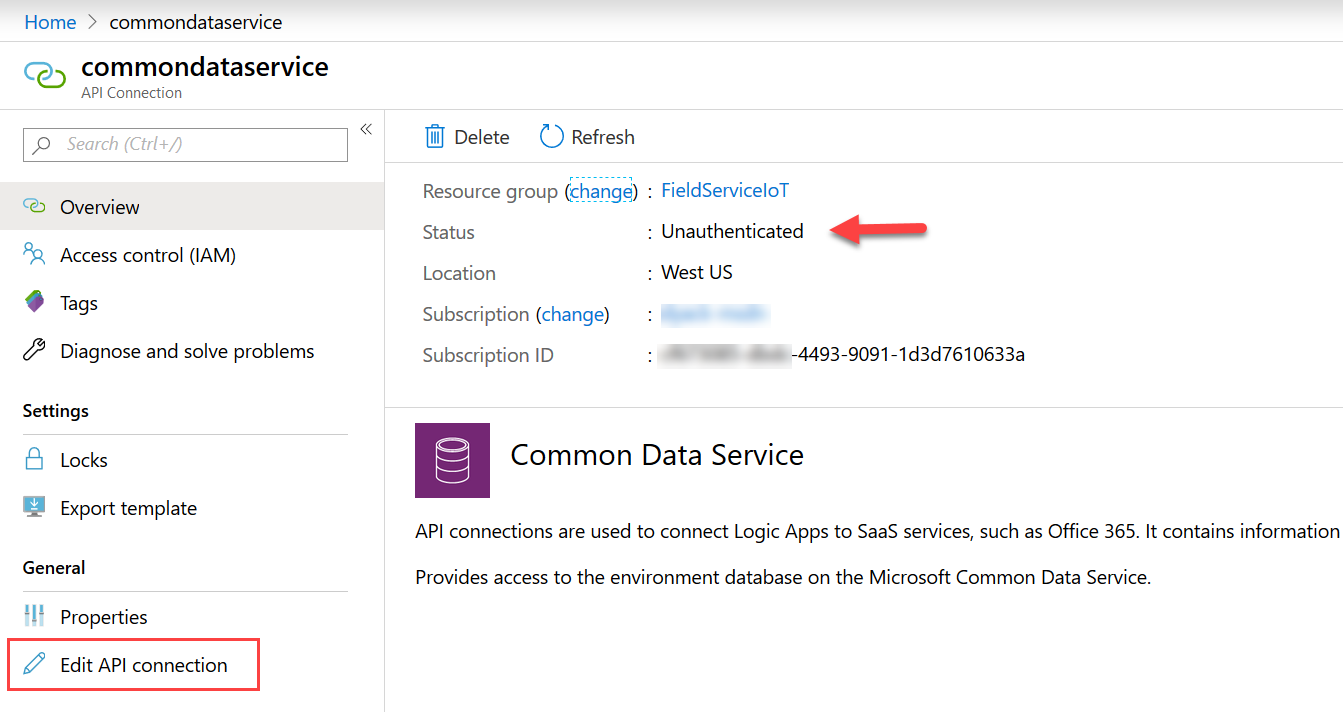 Home > commondataservice
commondataservice
API Connection
Search (Ctrl+/)
«
Overview
Access control (IAM)
Tags
Diagnose and solve problems
Settings
Locks
Export template
General
Properties
Edit API connection
Delete Refresh
Resource group (change) : FieldServiceIoT
Status : Unauthenticated
Location : West US
Subscription (change) :
Subscription ID : -4493-9091-1d3d7610633a
Common Data Service
API connections are used to connect Logic Apps to SaaS services, such as Office 365. It contains information
Provides access to the environment database on the Microsoft Common Data Service.